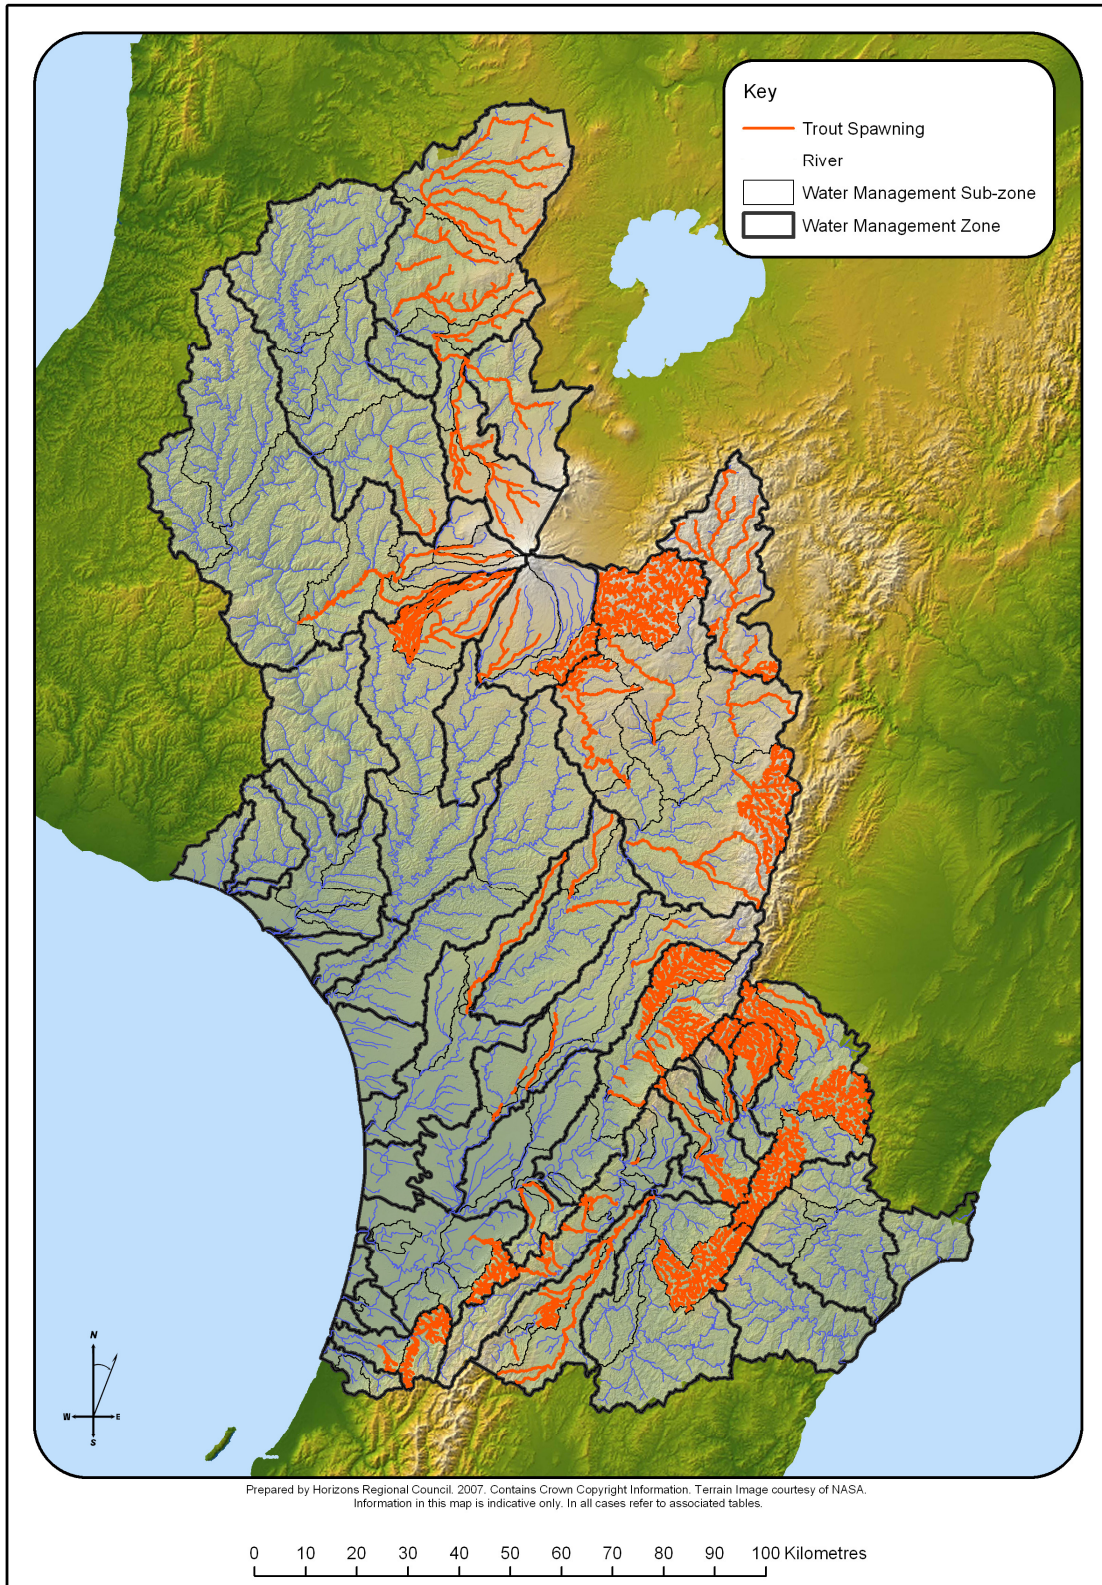 Key
Trout Spawning
River
Water Management Sub-zone
Water Management Zone
N
W E
S
Prepared by Horizons Regional Council. 2007. Contains Crown Copyright Information. Terrain Image courtesy of NASA.
Information in this map is indicative only. In all cases refer to associated tables.
0 10 20 30 40 50 60 70 80 90 100 Kilometres